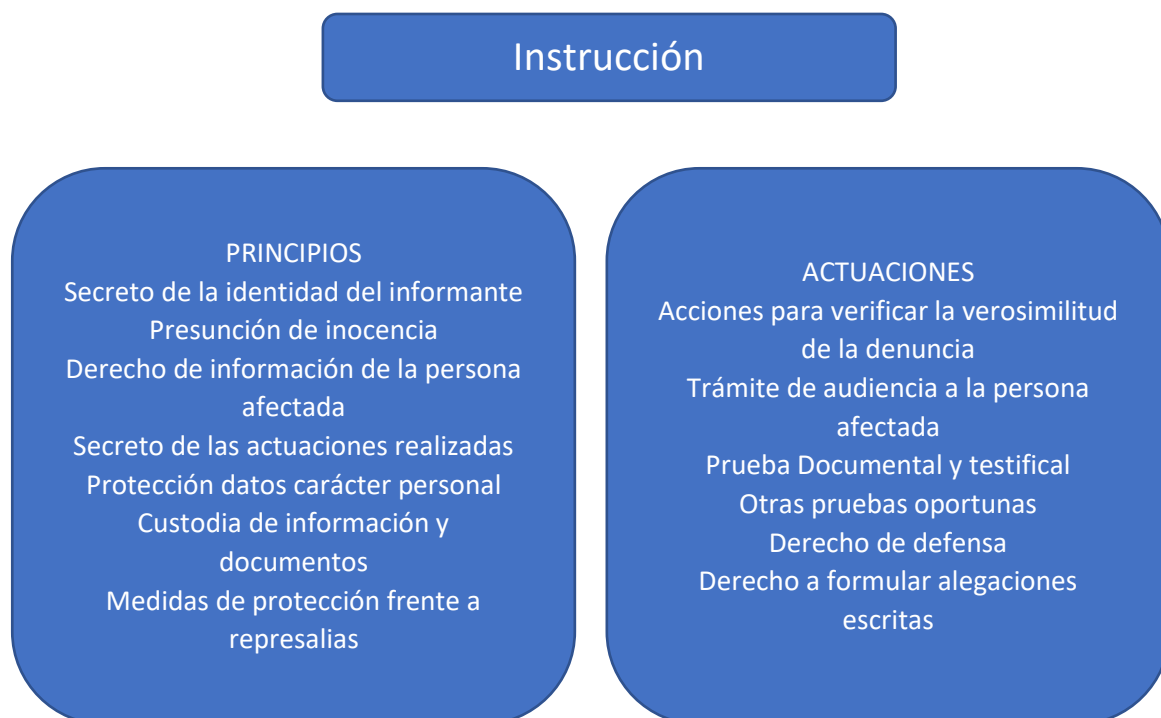 Instrucción
PRINCIPIOS
Secreto de la identidad del informante
Presunción de inocencia
Derecho de información de la persona
afectada
Secreto de las actuaciones realizadas
Protección datos carácter personal
Custodia de información y
documentos
Medidas de protección frente a
represalias
ACTUACIONES
Acciones para verificar la verosimilitud
de la denuncia
Trámite de audiencia a la persona
afectada
Prueba Documental y testifical
Otras pruebas oportunas
Derecho de defensa
Derecho a formular alegaciones
escritas